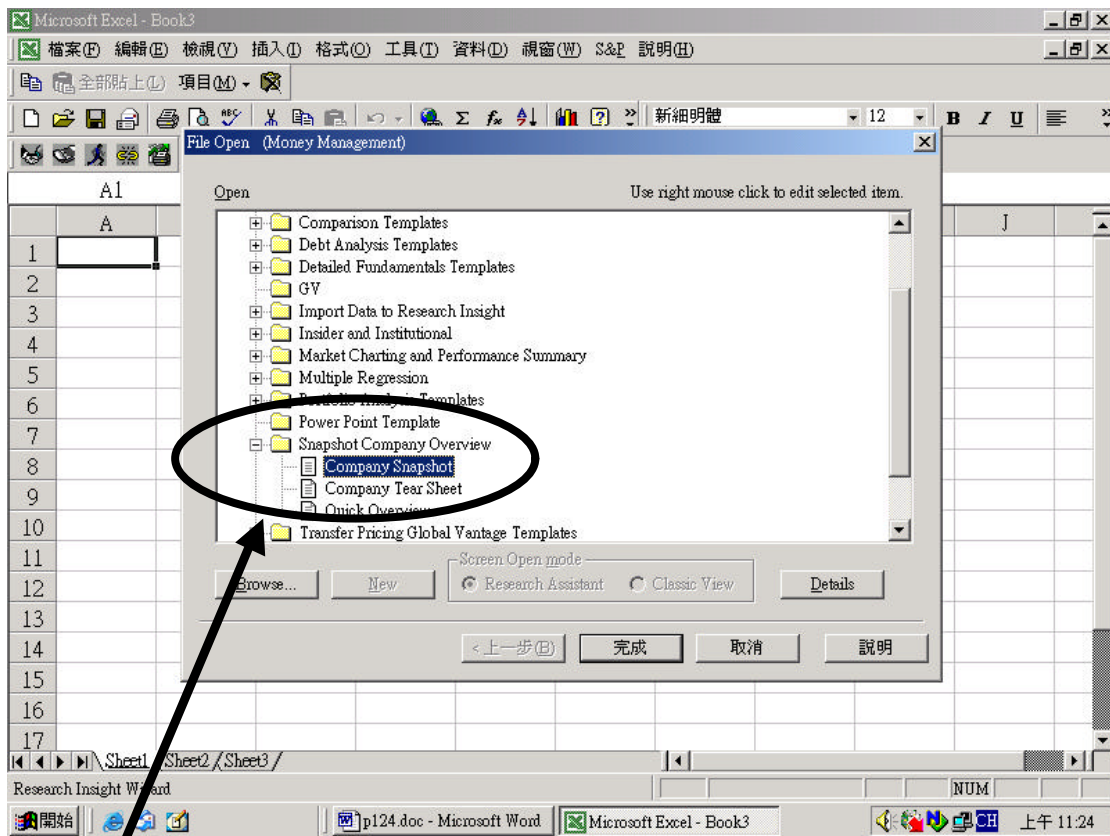 Microsoft Excel - Book3
檔案(F) 編輯(E) 檢視(V) 插入(I) 格式(O) 工具(T) 資料(D) 視窗(W) S&P 說明(H)
全部貼上(L) 項目(M)
ABC Σ fx 新細明體 12 B I U
File Open (Money Management)
A1
Open Use right mouse click to edit selected item.
A J
Comparison Templates
Debt Analysis Templates
Detailed Fundamentals Templates
GV
Import Data to Research Insight
Insider and Institutional
Market Charting and Performance Summary
Multiple Regression
Portfolio Analysis Templates
Power Point Template
Snapshot Company Overview
Company Snapshot
Company Tear Sheet
Quick Overview
Transfer Pricing Global Vantage Templates
Screen Open mode
Browse... New Research Assistant Classic View Details
<上一步(B) 完成 取消 說明
1
2
3
4
5
6
7
8
9
10
11
12
13
14
15
16
17
Sheet1 Sheet2 Sheet3
Research Insight Wizard NUM
開始 p124.doc - Microsoft Word Microsoft Excel - Book3 CH 上午 11:24